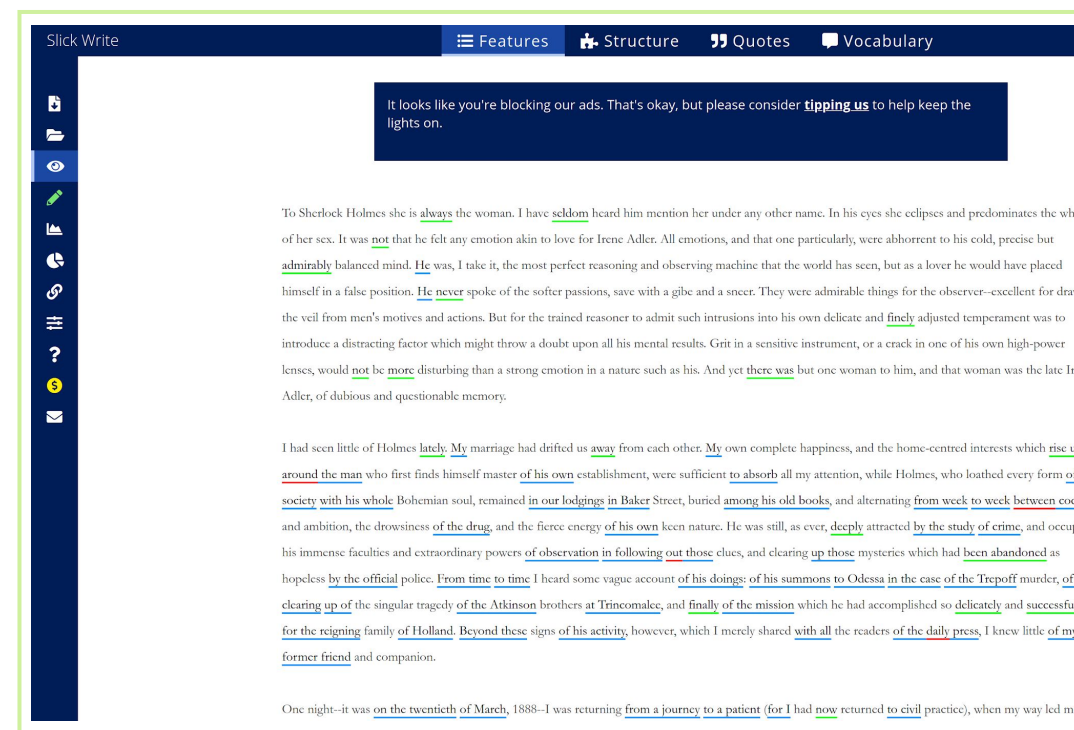 Slick Write
Features
Structure
Quotes
Vocabulary
It looks like you're blocking our ads. That's okay, but please consider tipping us to help keep the
lights on.
To Sherlock Holmes she is always the woman. I have seldom heard him mention her under any other name. In his eyes she eclipses and predominates the
of her sex. It was not that he felt any emotion akin to love for Irene Adler. All emotions, and that one particularly, were abhorrent to his cold, precise but
admirably balanced mind. He was, I take it, the most perfect reasoning and observing machine that the world has seen, but as a lover he would have placed
himself in a false position. He never spoke of the softer passions, save with a gibe and a sneer. They were admirable things for the observer--excellent for
the veil from men's motives and actions. But for the trained reasoner to admit such intrusions into his own delicate and finely adjusted temperament was to
introduce a distracting factor which might throw a doubt upon all his mental results. Grit in a sensitive instrument, or a crack in one of his own high-power
lenses, would not be more disturbing than a strong emotion in a nature such as his. And yet there was but one woman to him, and that woman was the late
Adler, of dubious and questionable memory.
I had seen little of Holmes lately. My marriage had drifted us away from each other. My own complete happiness, and the home-centred interests which rise
around the man who first finds himself master of his own establishment, were sufficient to absorb all my attention, while Holmes, who loathed every form
society with his whole Bohemian soul, remained in our lodgings in Baker Street, buried among his old books, and alternating from week to week between
and ambition, the drowsiness of the drug, and the fierce energy of his own keen nature. He was still, as ever, deeply attracted by the study of crime, and
his immense faculties and extraordinary powers of observation in following out those clues, and clearing up those mysteries which had been abandoned as
hopeless by the official police. From time to time I heard some vague account of his doings: of his summons to Odessa in the case of the Trepoff murder, of
clearing up of the singular tragedy of the Atkinson brothers at Trincomalee, and finally of the mission which he had accomplished so delicately and
for the reigning family of Holland. Beyond these signs of his activity, however, which I merely shared with all the readers of the daily press, I knew little of
former friend and companion.
One night--it was on the twentieth of March, 1888--I was returning from a journey to a patient (for I had now returned to civil practice), when my way led